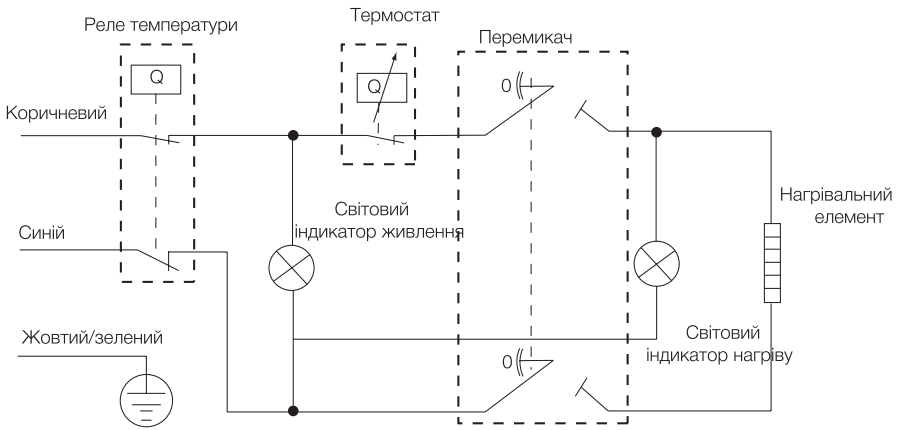 Термостат
Реле температури
Перемикач
Q
Q
0
Коричневий
Нагрівальний
елемент
Світовий
індикатор живлення
Синій
Світовий
індикатор нагріву
Жовтий/зелений
0